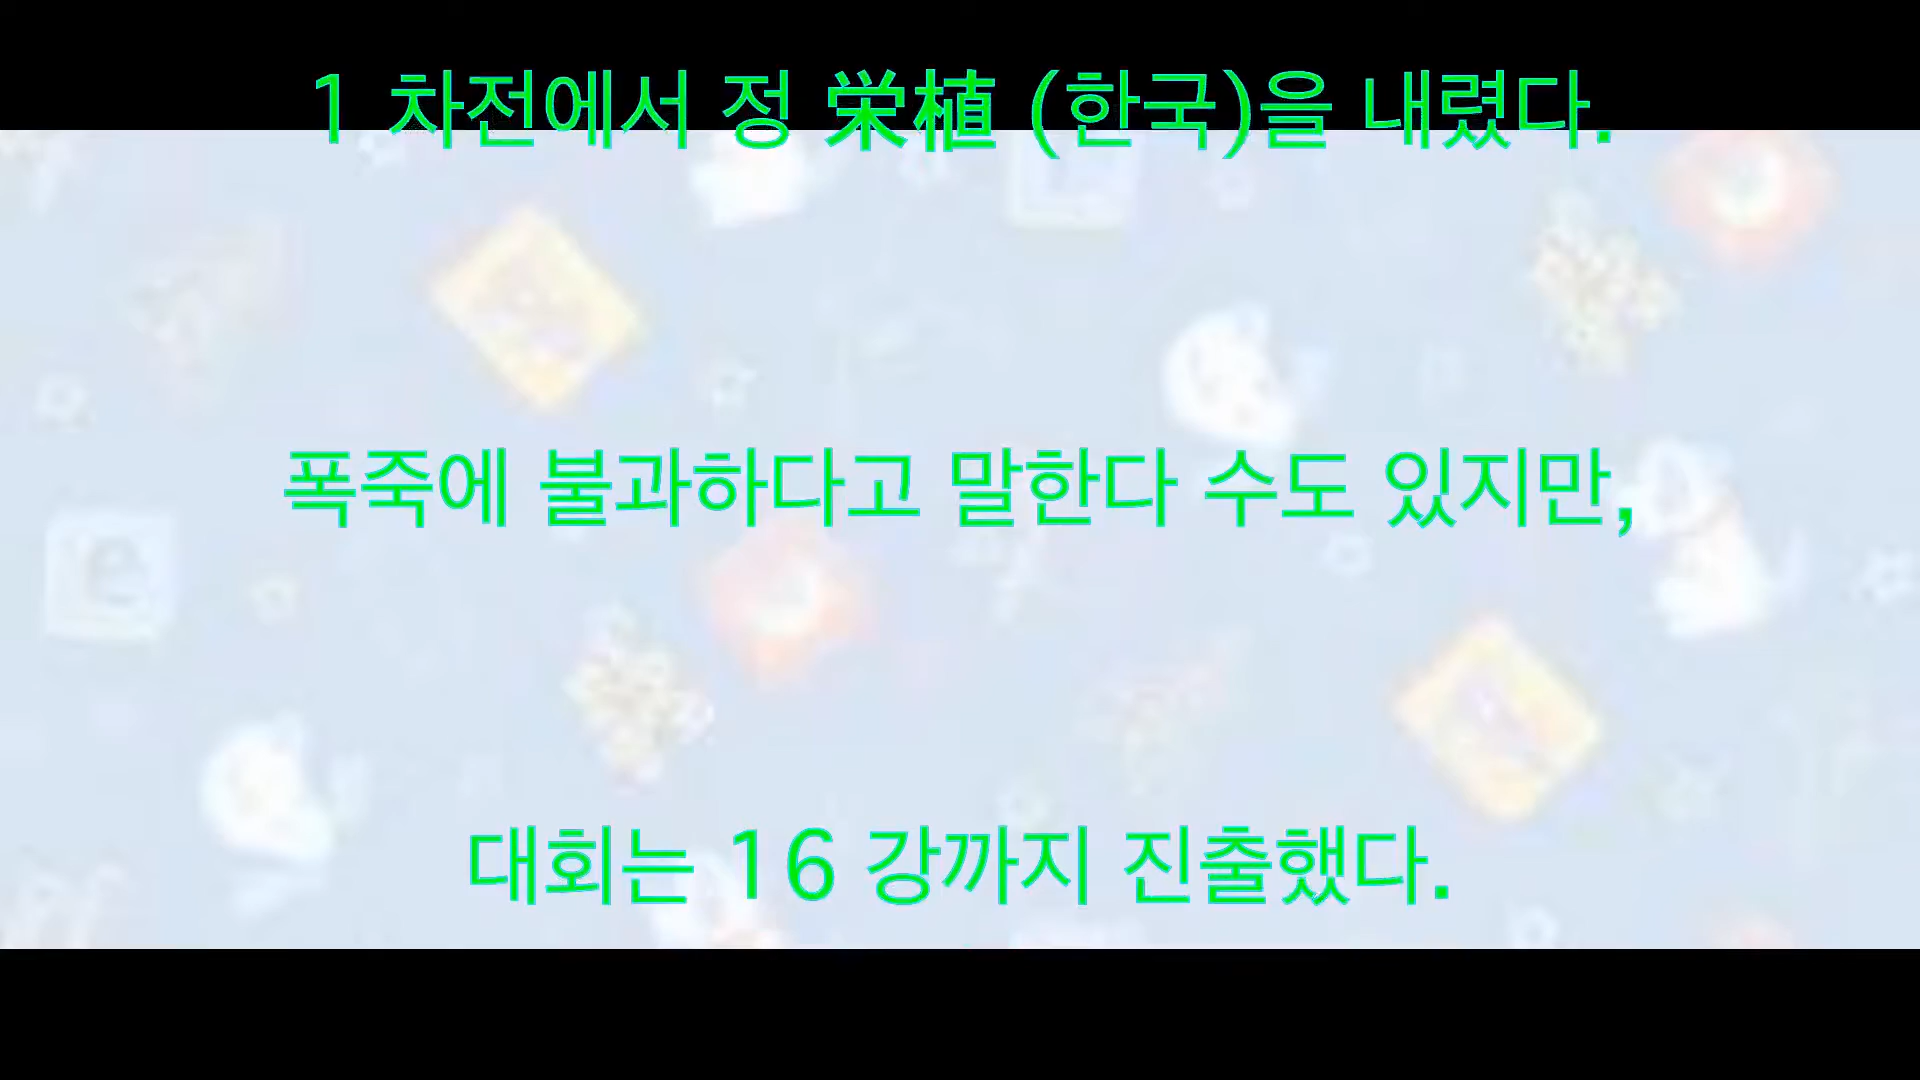 1 차전에서 정 栄植 (한국)을 내렸다.
폭죽에 불과하다고 말한다 수도 있지만,
대회는 16 강까지 진출했다.